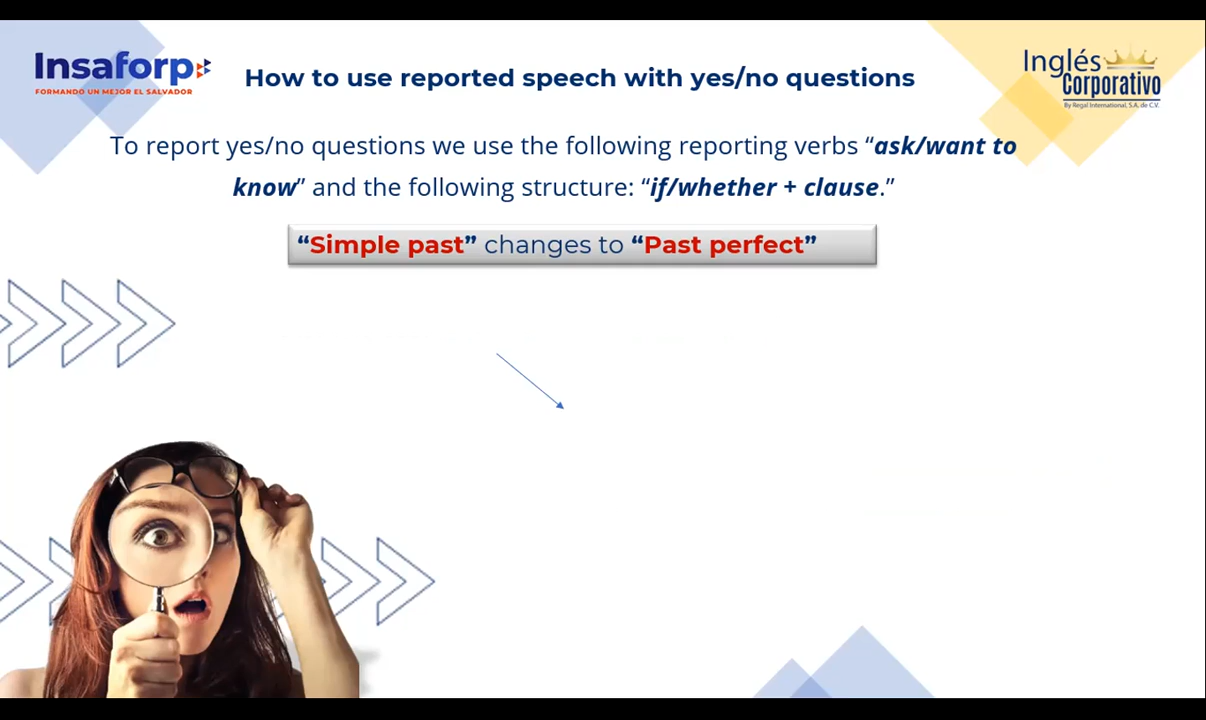 Insaforp
FORMANDO UN MEJOR EL SALVADOR
How to use reported speech with yes/no questions
Inglés
Corporativo
By Regal International, S.A. de C.V.
To report yes/no questions we use the following reporting verbs “ask/want to
know” and the following structure: “if/whether + clause.”
“Simple past” changes to “Past perfect”